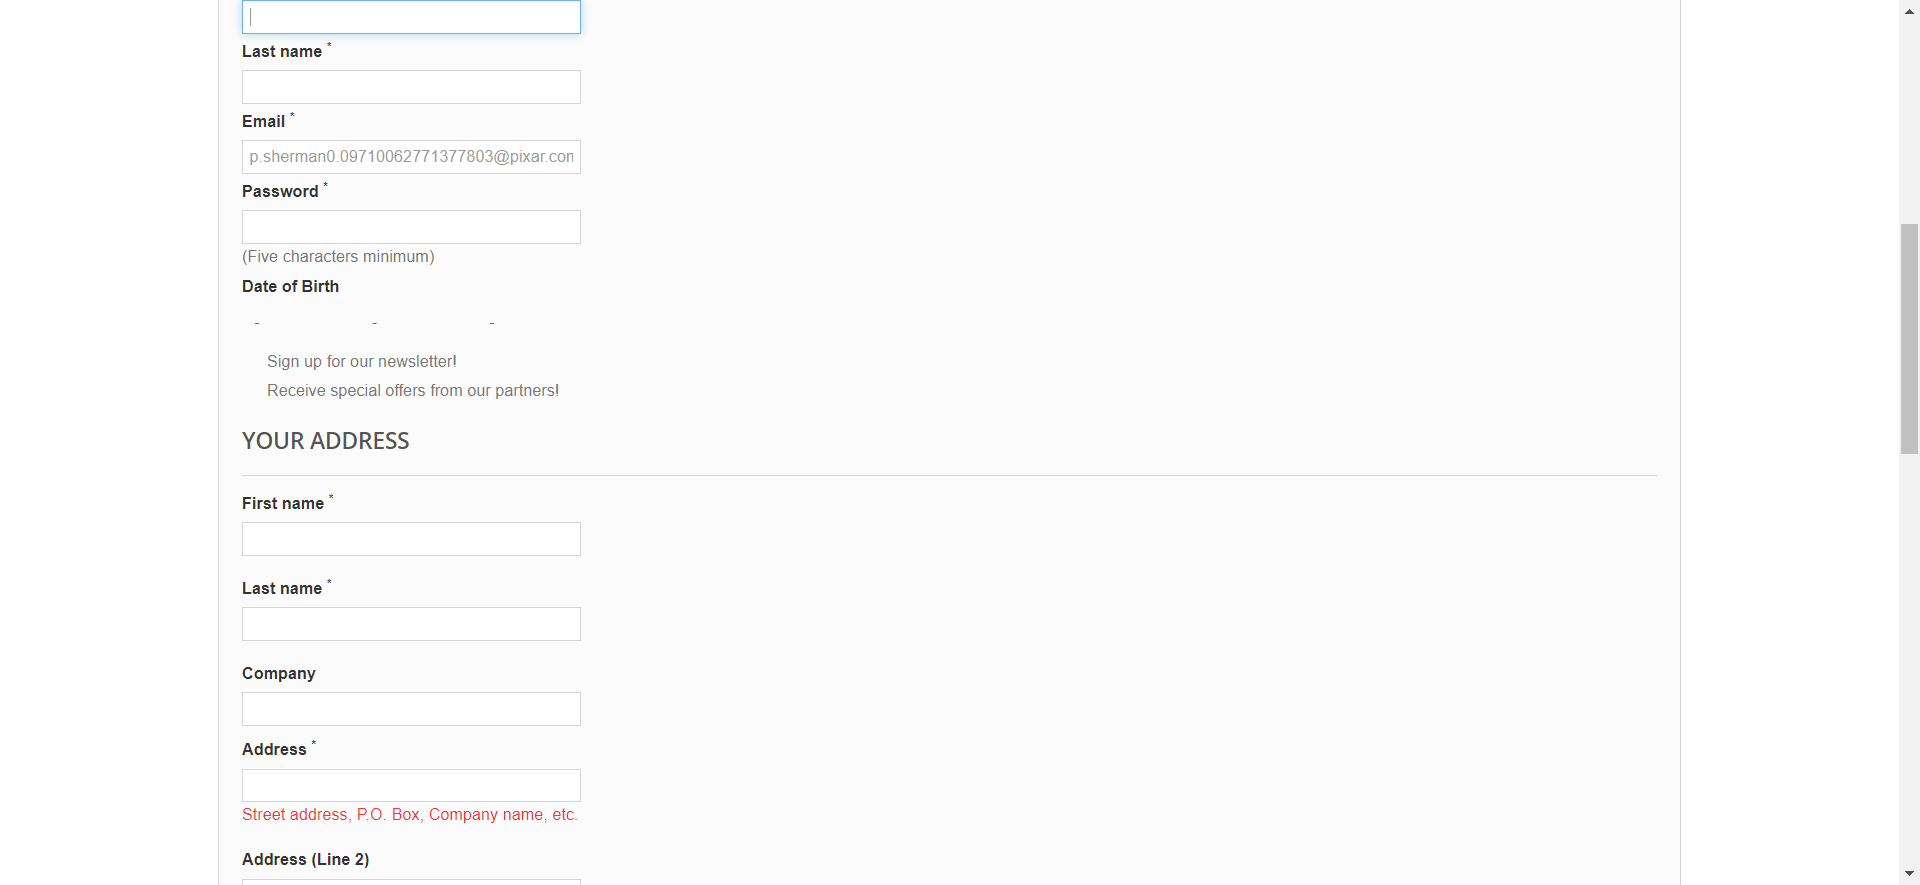 Last name *
Email *
p.sherman0.09710062771377803@pixar.con
Password *
(Five characters minimum)
Date of Birth
- - -
Sign up for our newsletter!
Receive special offers from our partners!
YOUR ADDRESS
First name *
Last name *
Company
Address *
Street address, P.O. Box, Company name, etc.
Address (Line 2)